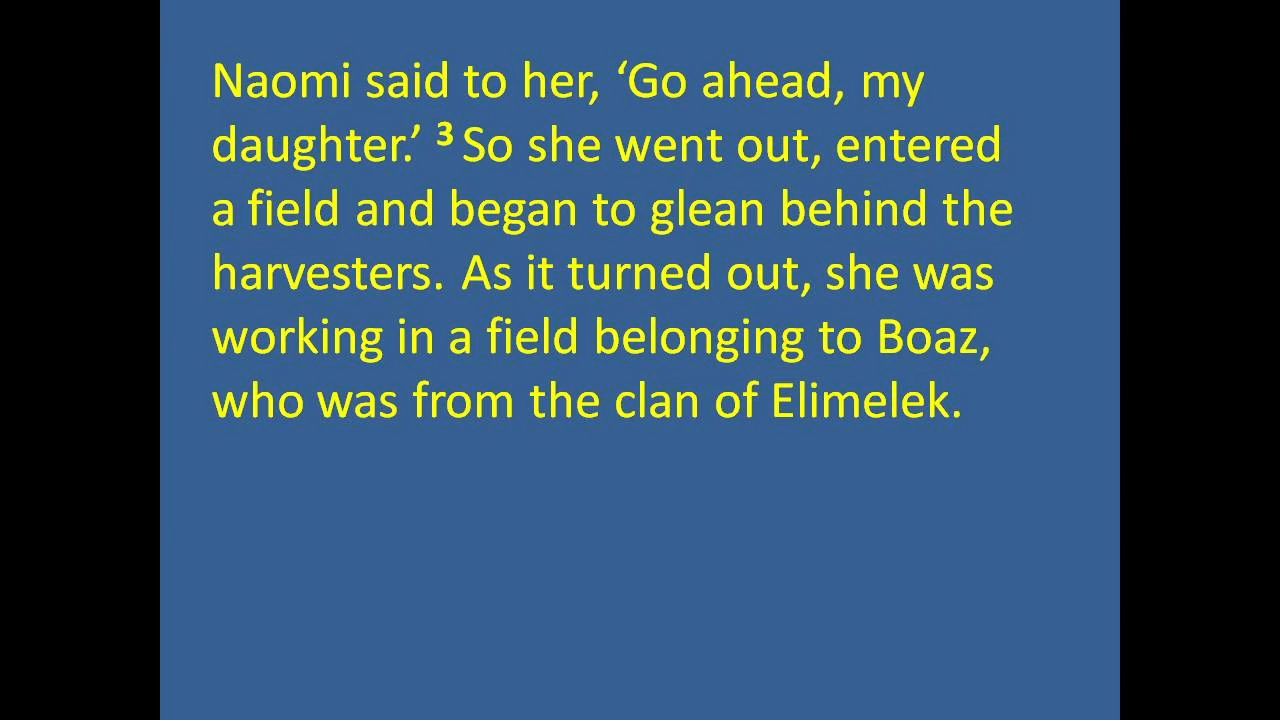 Naomi said to her, ‘Go ahead, my
daughter.’ ³ So she went out, entered
a field and began to glean behind the
harvesters. As it turned out, she was
working in a field belonging to Boaz,
who was from the clan of Elimelek.